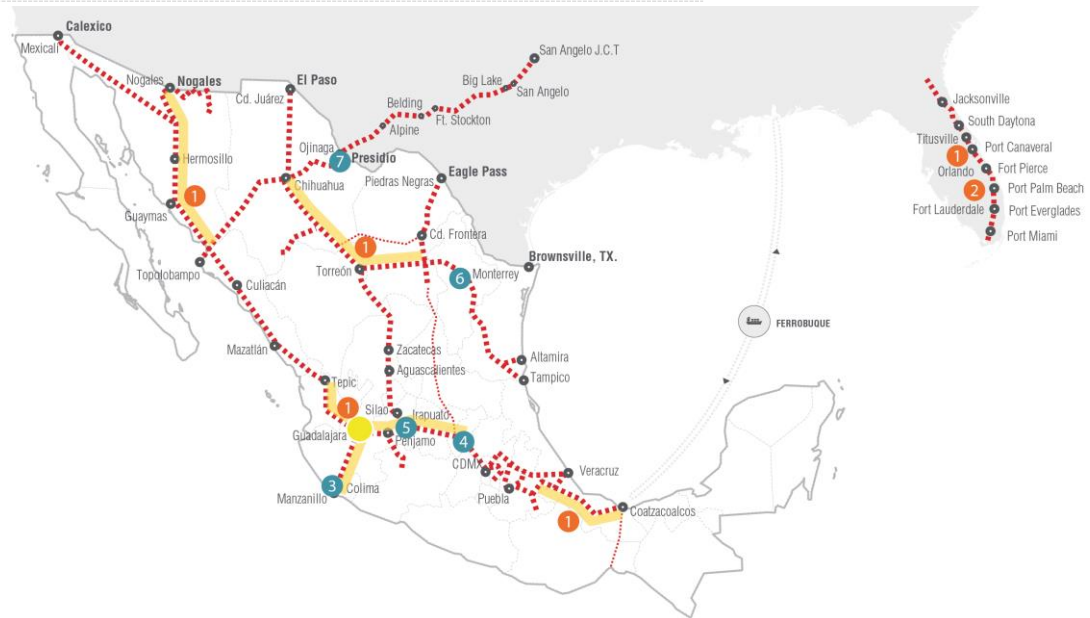 Calexico
Mexicali
Nogales
Nogales
El Paso
Cd. Juárez
San Angelo J.C.T
Big Lake
San Angelo
Belding
Ft. Stockton
Alpine
Ojinaga
7
Presidio
Hermosillo
Chihuahua
Piedras Negras
Eagle Pass
1
Guaymas
Cd. Frontera
1
Topolobampo
Torreón
6
Monterrey
Brownsville, TX.
Culiacán
FERROBUQUE
Mazatlán
Zacatecas
Altamira
Aguascalientes
Tampico
Tepic
1
Silao
Irapuato
Guadalajara
5
Penjamo
4
CDMX
Veracruz
3
Colima
Manzanillo
Puebla
Coatzacoalcos
1
Jacksonville
South Daytona
Titusville
Port Canaveral
1
Orlando
Fort Pierce
2
Port Palm Beach
Fort Lauderdale
Port Everglades
Port Miami